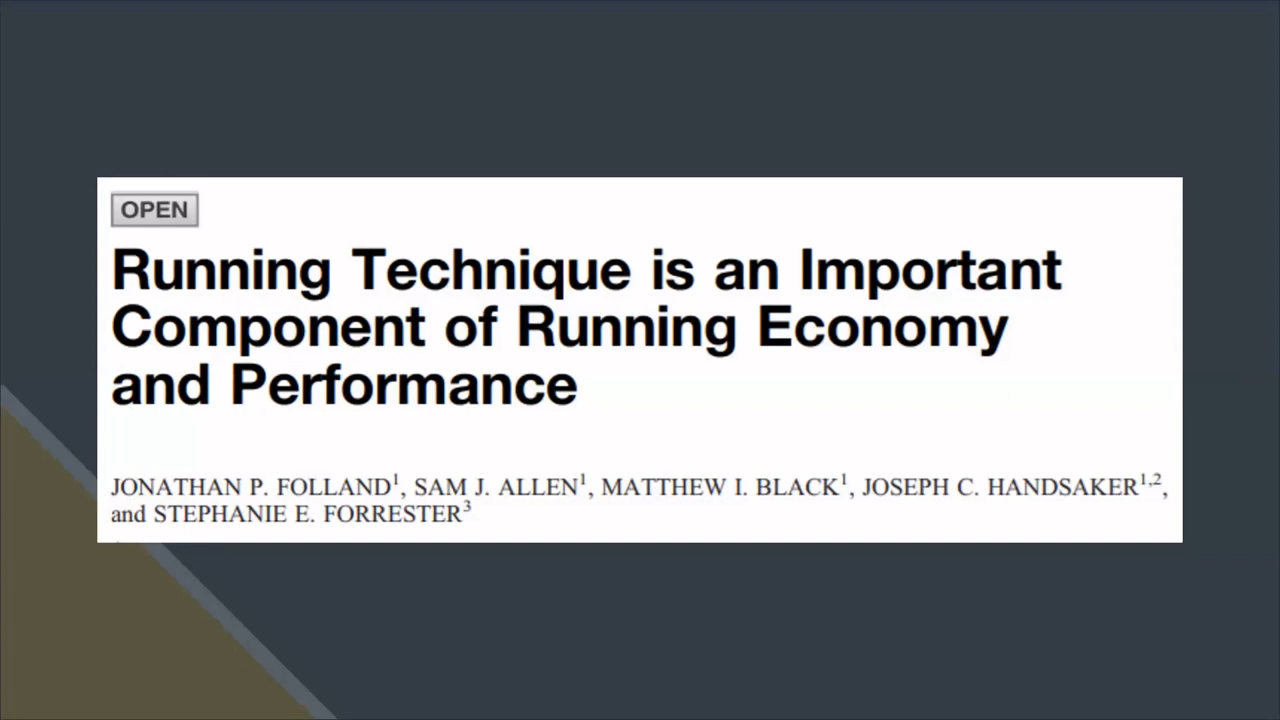 OPEN
Running Technique is an Important
Component of Running Economy
and Performance
JONATHAN P. FOLLAND¹, SAM J. ALLEN¹, MATTHEW I. BLACK¹, JOSEPH C. HANDSAKER¹,²,
and STEPHANIE E. FORRESTER³